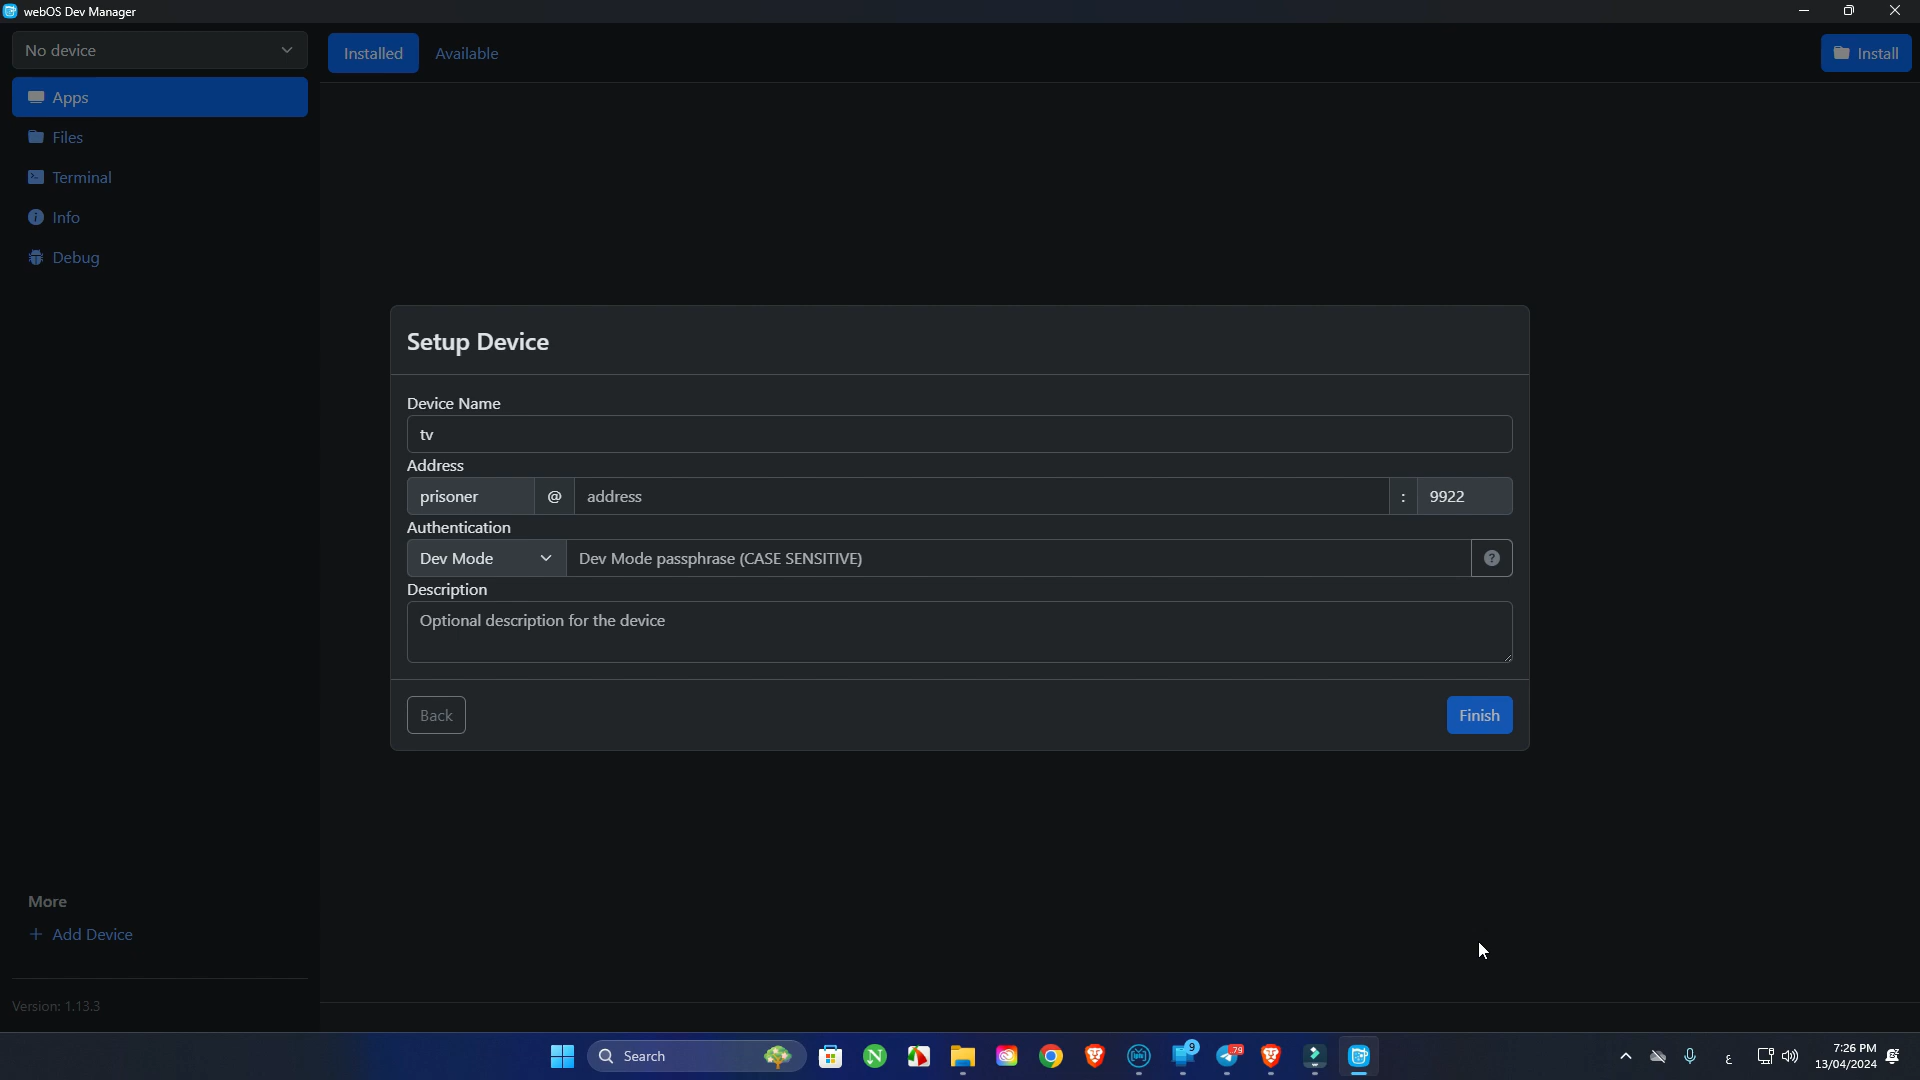 webOS Dev Manager
No device
Installed
Available
Install
Apps
Files
Terminal
Info
Debug
Setup Device
Device Name
tv
Address
prisoner @ address : 9922
Authentication
Dev Mode
Dev Mode passphrase (CASE SENSITIVE)
Description
Optional description for the device
Back
Finish
More
+ Add Device
Version: 1.13.3
Search
9
79
ع
7:26 PM
13/04/2024